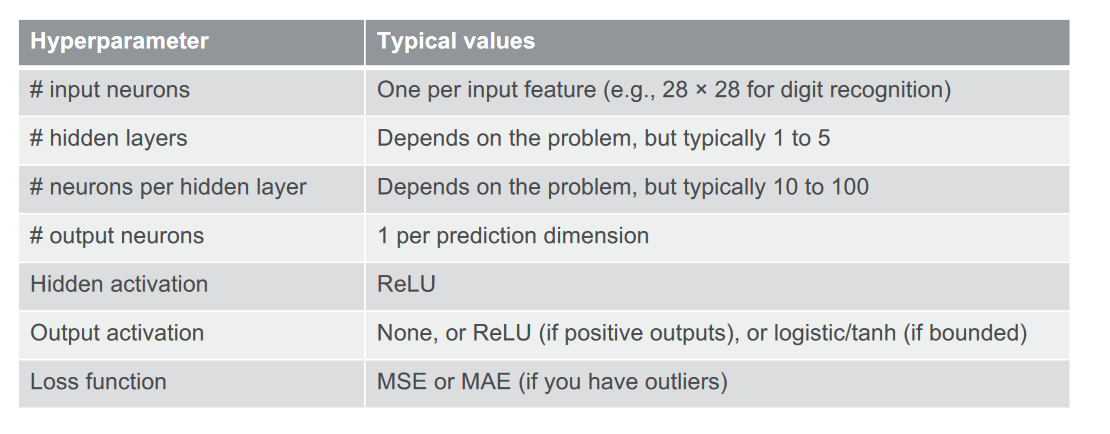 Hyperparameter Typical values
# input neurons One per input feature (e.g., 28 × 28 for digit recognition)
# hidden layers Depends on the problem, but typically 1 to 5
# neurons per hidden layer Depends on the problem, but typically 10 to 100
# output neurons 1 per prediction dimension
Hidden activation ReLU
Output activation None, or ReLU (if positive outputs), or logistic/tanh (if bounded)
Loss function MSE or MAE (if you have outliers)